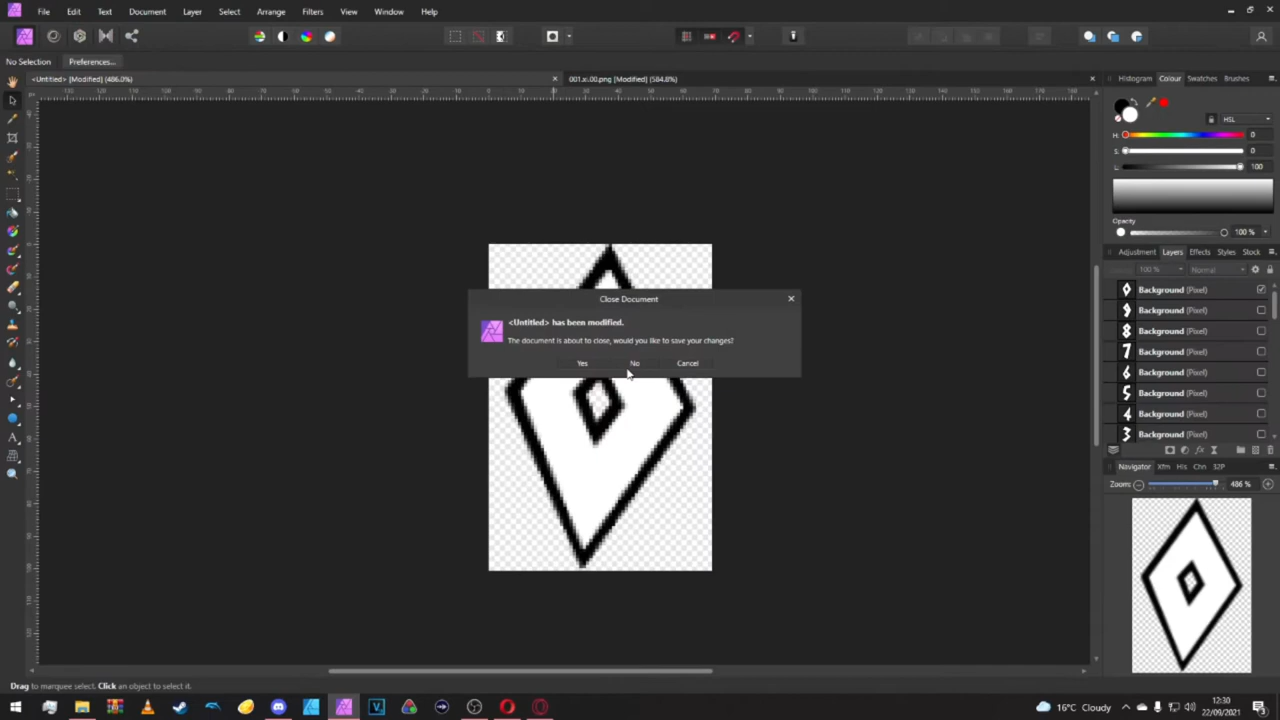 File Edit Text Document Layer Select Arrange Filters View Window Help
No Selection Preferences...
<Untitled> [Modified] (486.0%)
001.xi.00.png [Modified] (584.8%)
Histogram Colour Swatches Brushes
HSL
H: 0
S: 0
L: 100
Opacity
100 %
Adjustment Layers Effects Styles Stock
100 % Normal
Background (Pixel)
Background (Pixel)
Background (Pixel)
Background (Pixel)
Background (Pixel)
Background (Pixel)
Background (Pixel)
Background (Pixel)
Close Document
<Untitled> has been modified.
The document is about to close, would you like to save your changes?
Yes No Cancel
Navigator Xfm His Chn 32P
Zoom: 486 %
Drag to marquee select. Click an object to select it.
16°C Cloudy
12:30
22/09/2021